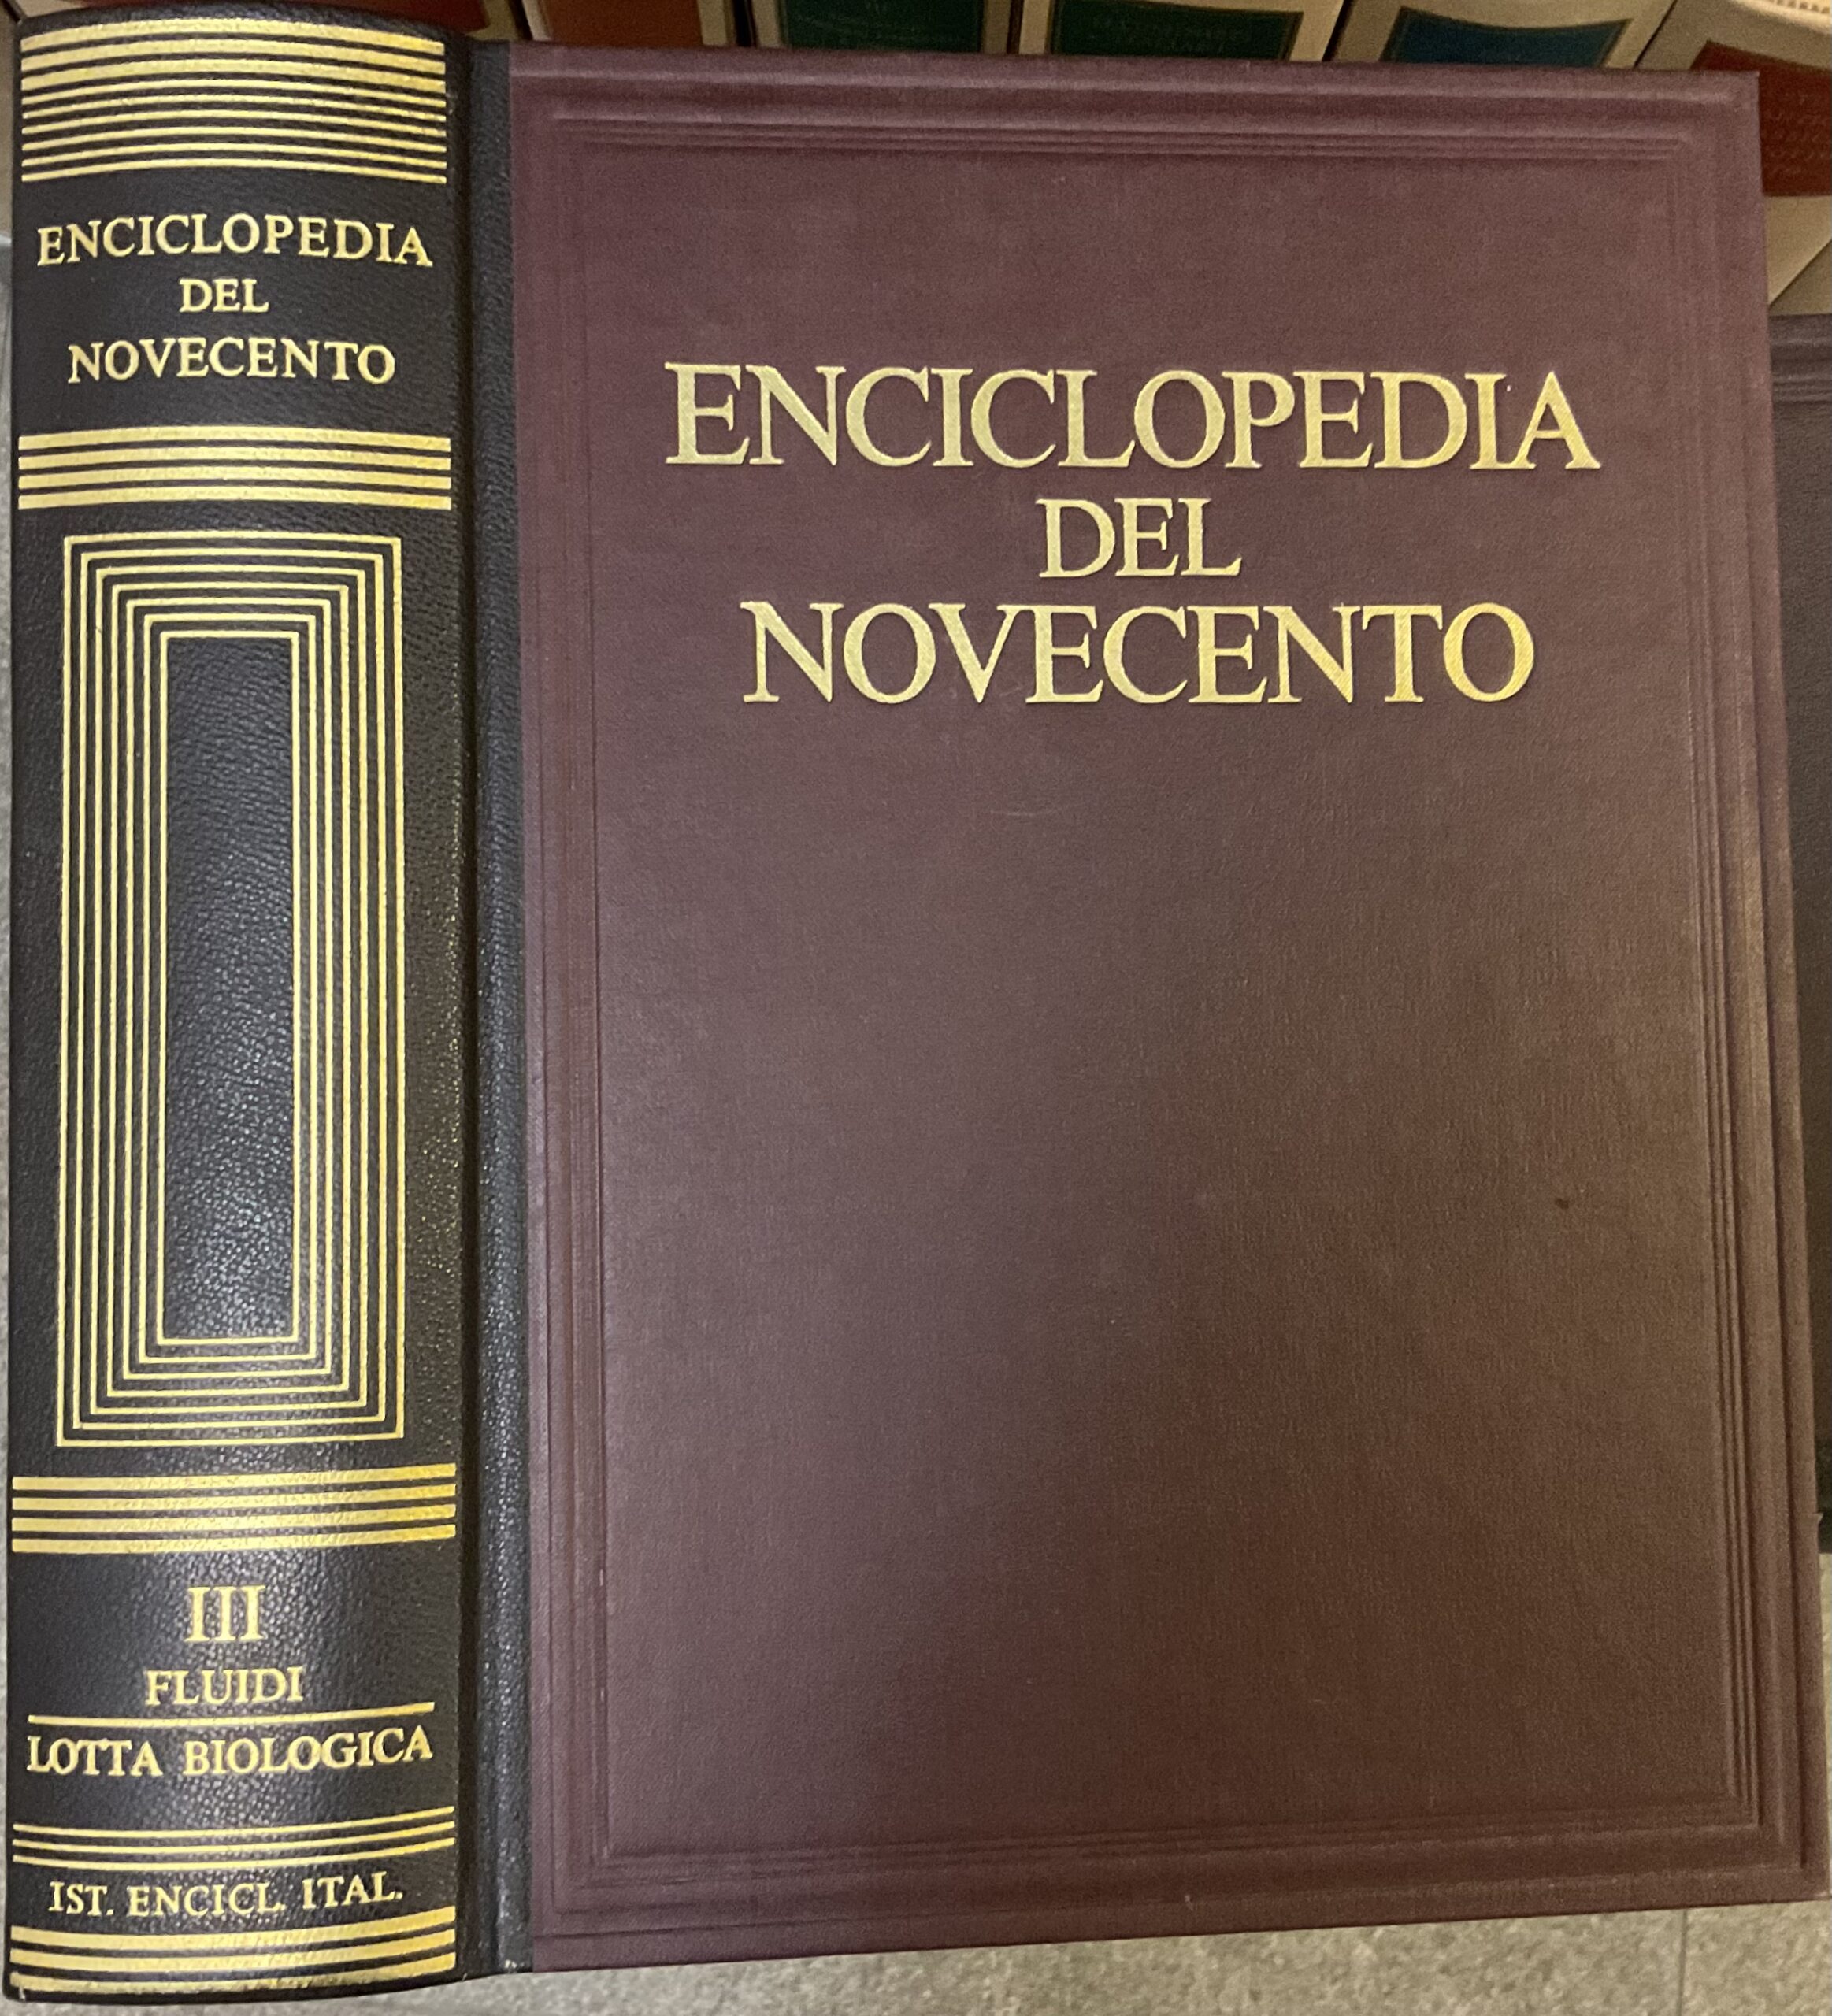 ENCICLOPEDIA
DEL
NOVECENTO
III
FLUIDI
LOTTA BIOLOGICA
IST. ENCICL. ITAL.
ENCICLOPEDIA
DEL
NOVECENTO